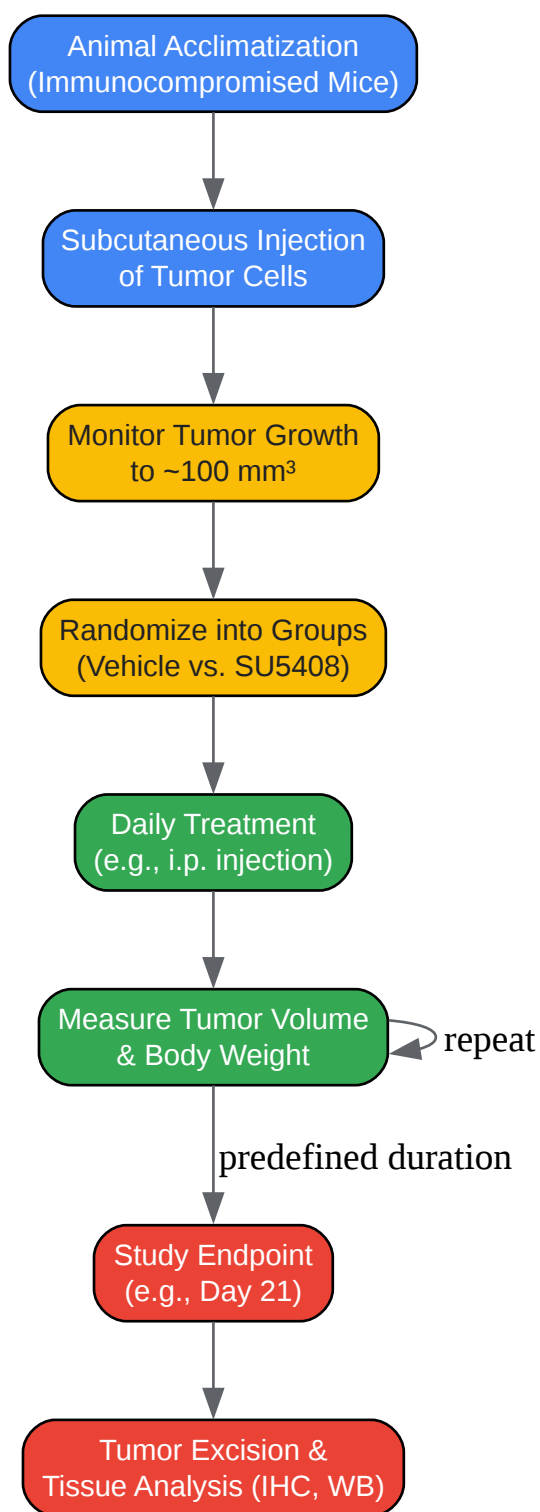 Animal Acclimatization
(Immunocompromised Mice)
Subcutaneous Injection
of Tumor Cells
Monitor Tumor Growth
to ~100 mm³
Randomize into Groups
(Vehicle vs. SU5408)
Daily Treatment
(e.g., i.p. injection)
Measure Tumor Volume
& Body Weight
repeat
predefined duration
Study Endpoint
(e.g., Day 21)
Tumor Excision &
Tissue Analysis (IHC, WB)